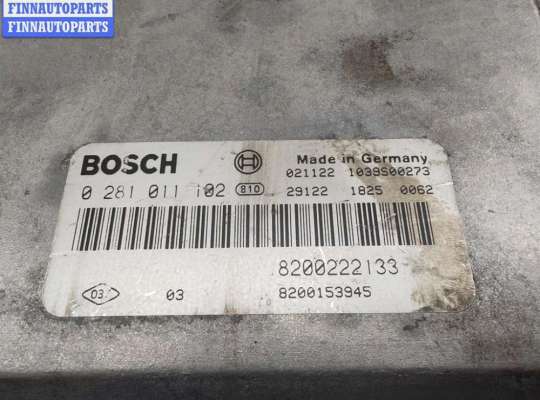 FINNAUTOPARTS
FINNAUTOPARTS
BOSCH
Made in Germany
0 281 011 102 810
021122 1039S00273
29122 1825 0062
8200222133
03 03
8200153945